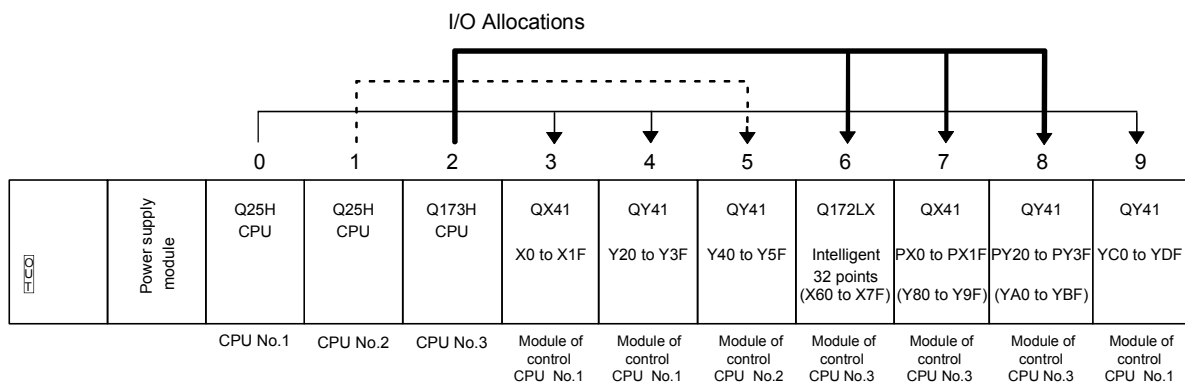 I/O Allocations
0 1 2 3 4 5 6 7 8 9
Power supply
module
Q25H
CPU
Q25H
CPU
Q173H
CPU
QX41
X0 to X1F
QY41
Y20 to Y3F
QY41
Y40 to Y5F
Q172LX
Intelligent
32 points
(X60 to X7F)
QX41
PX0 to PX1F
(Y80 to Y9F)
QY41
PY20 to PY3F
(YA0 to YBF)
QY41
YC0 to YDF
CPU No.1
CPU No.2
CPU No.3
Module of
control
CPU No.1
Module of
control
CPU No.1
Module of
control
CPU No.2
Module of
control
CPU No.3
Module of
control
CPU No.3
Module of
control
CPU No.3
Module of
control
CPU No.1